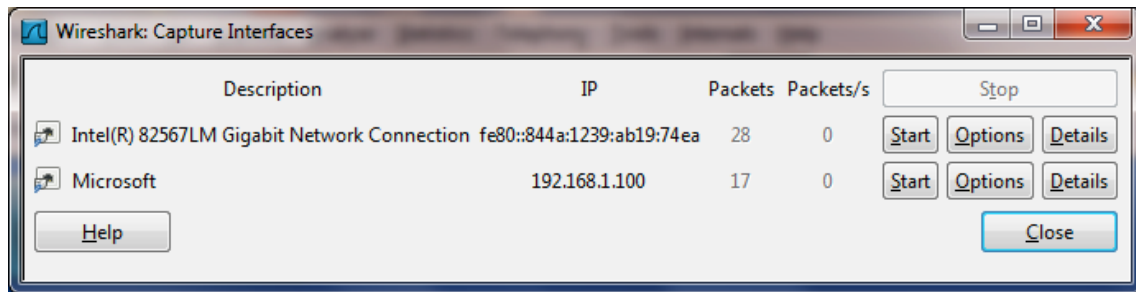 Wireshark: Capture Interfaces
Description IP Packets Packets/s Stop
Intel(R) 82567LM Gigabit Network Connection fe80::844a:1239:ab19:74ea 28 0 Start Options Details
Microsoft 192.168.1.100 17 0 Start Options Details
Help Close